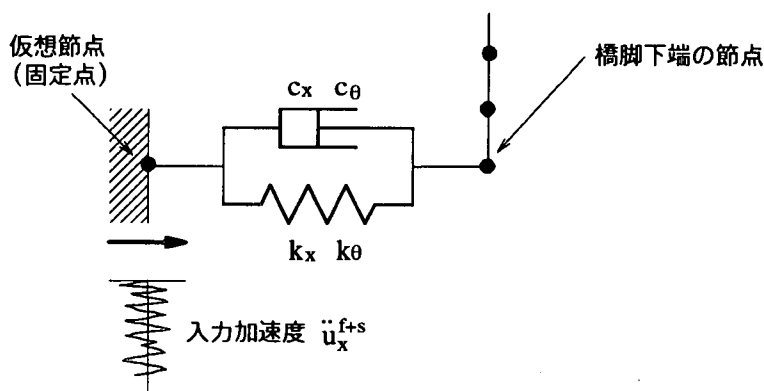 仮想節点
(固定点)
橋脚下端の節点
cx cθ
kx kθ
入力加速度 ü_x^{f+s}